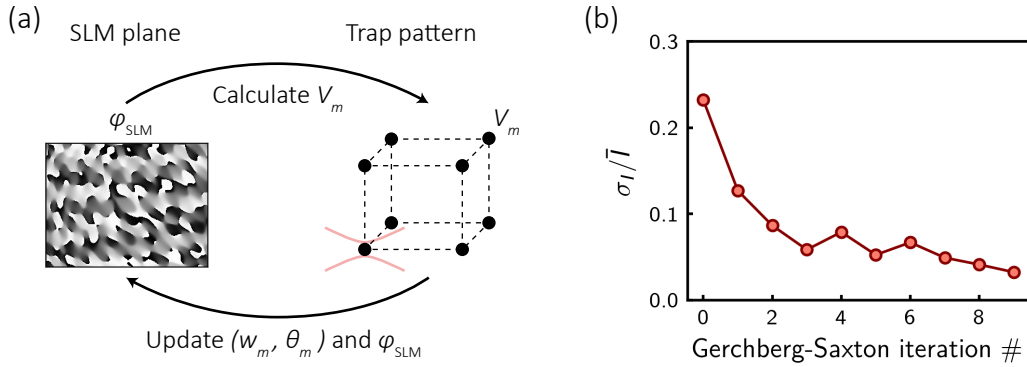 (a)
SLM plane
Trap pattern
Calculate V_m
φ_SLM
V_m
Update (w_m, θ_m) and φ_SLM
(b)
σ_I/Ī
0.3
0.2
0.1
0.0
0 2 4 6 8
Gerchberg-Saxton iteration #